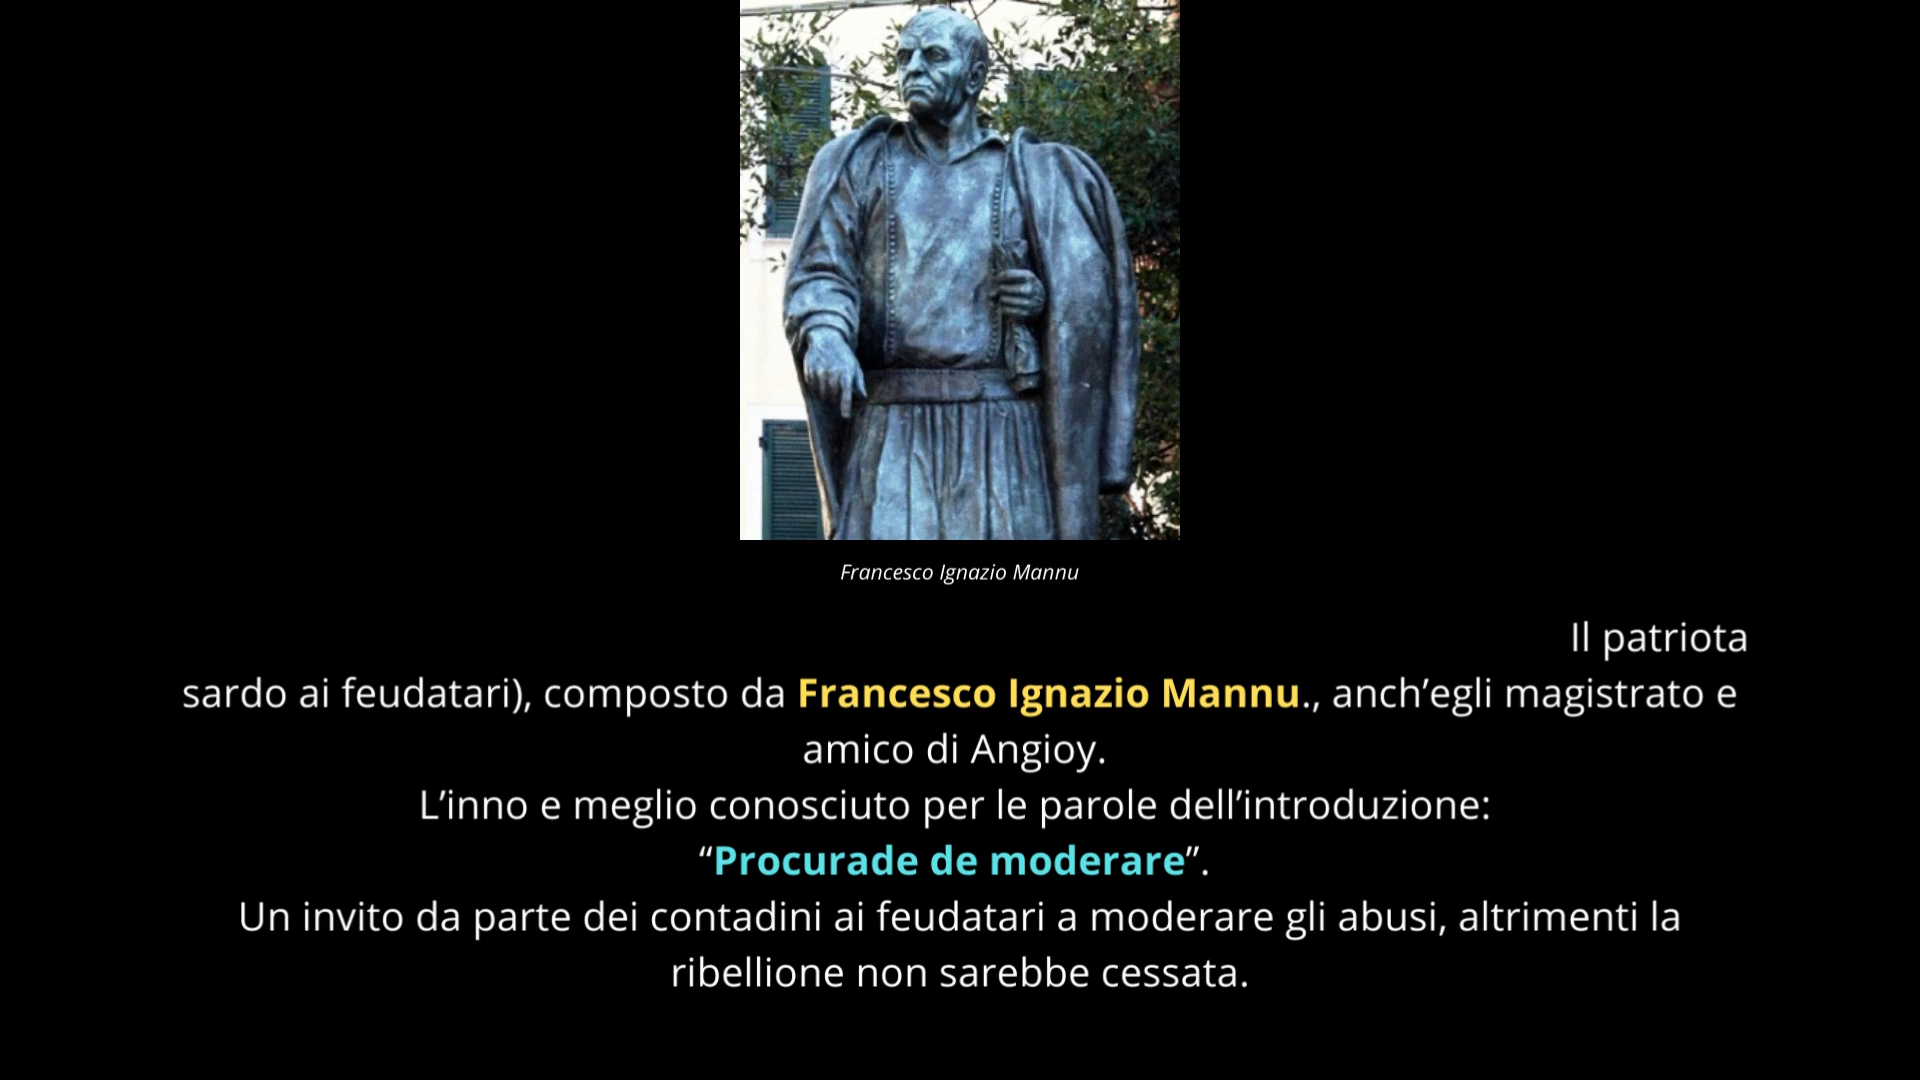 Francesco Ignazio Mannu
Il patriota
sardo ai feudatari), composto da Francesco Ignazio Mannu., anch’egli magistrato e
amico di Angioy.
L’inno e meglio conosciuto per le parole dell’introduzione:
“Procurade de moderare”.
Un invito da parte dei contadini ai feudatari a moderare gli abusi, altrimenti la
ribellione non sarebbe cessata.